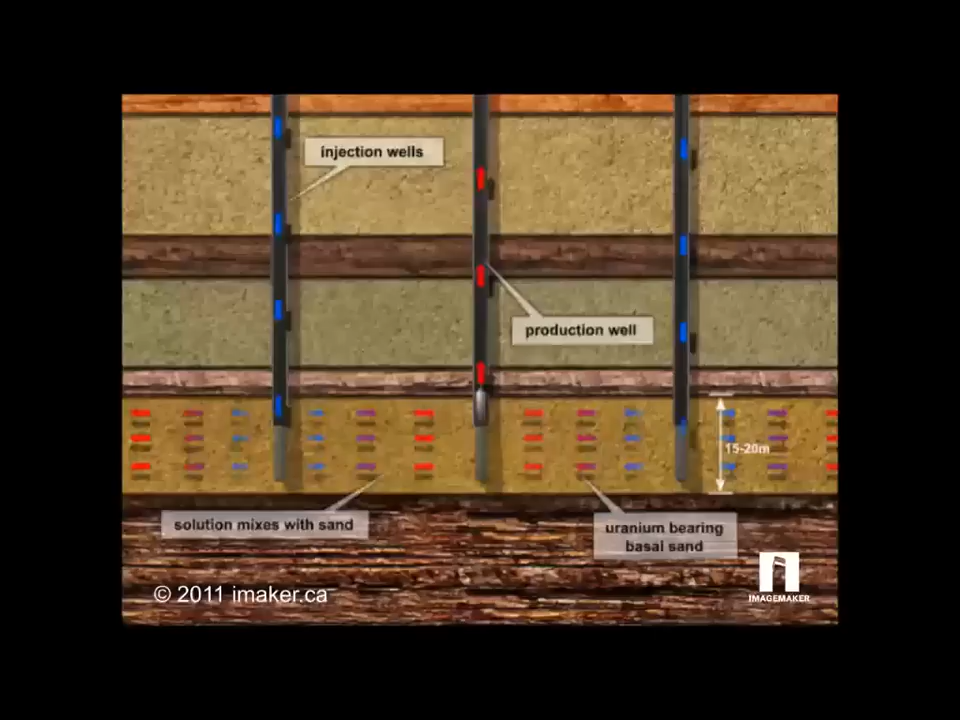 injection wells
production well
15-20m
solution mixes with sand
uranium bearing
basal sand
© 2011 imaker.ca
IMAGEMAKER